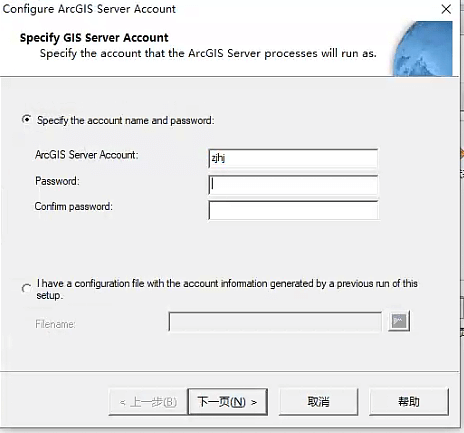 Configure ArcGIS Server Account
Specify GIS Server Account
Specify the account that the ArcGIS Server processes will run as.
Specify the account name and password:
ArcGIS Server Account:
zjhj
Password:
Confirm password:
I have a configuration file with the account information generated by a previous run of this
setup.
Filename:
< 上一步(B)
下一页(N) >
取消
帮助